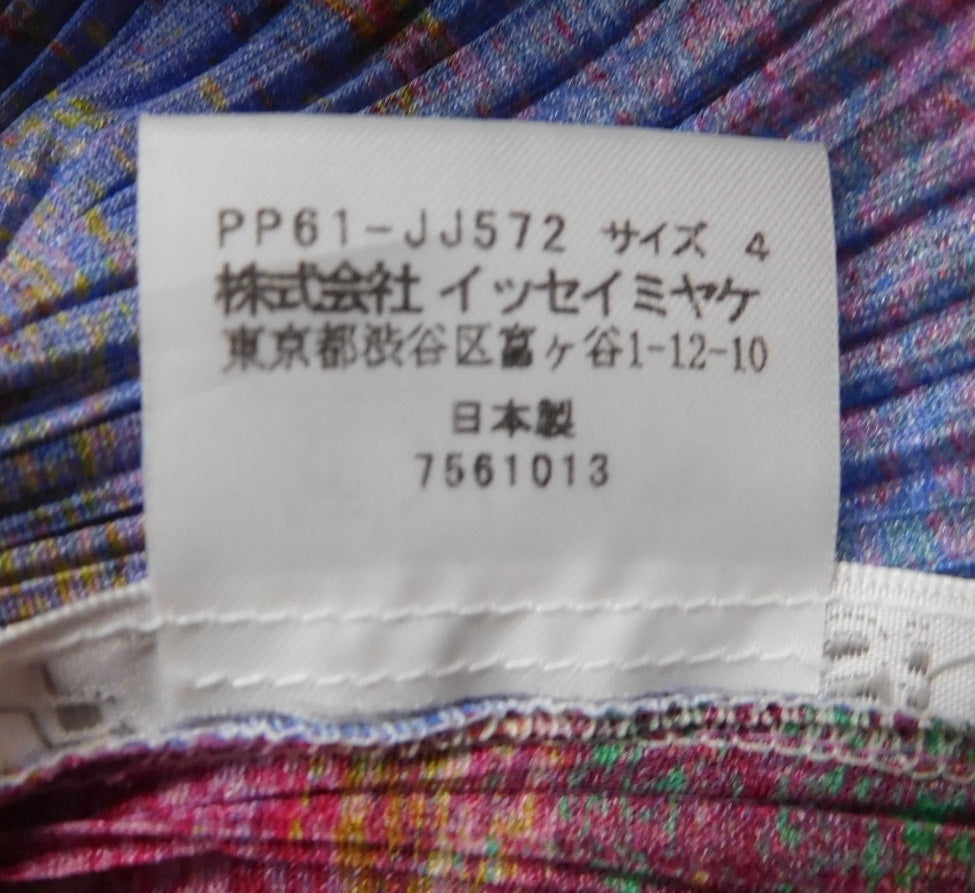 PP61-JJ572 サイズ 4
株式会社 イッセイミヤケ
東京都渋谷区富ヶ谷1-12-10
日本製
7561013